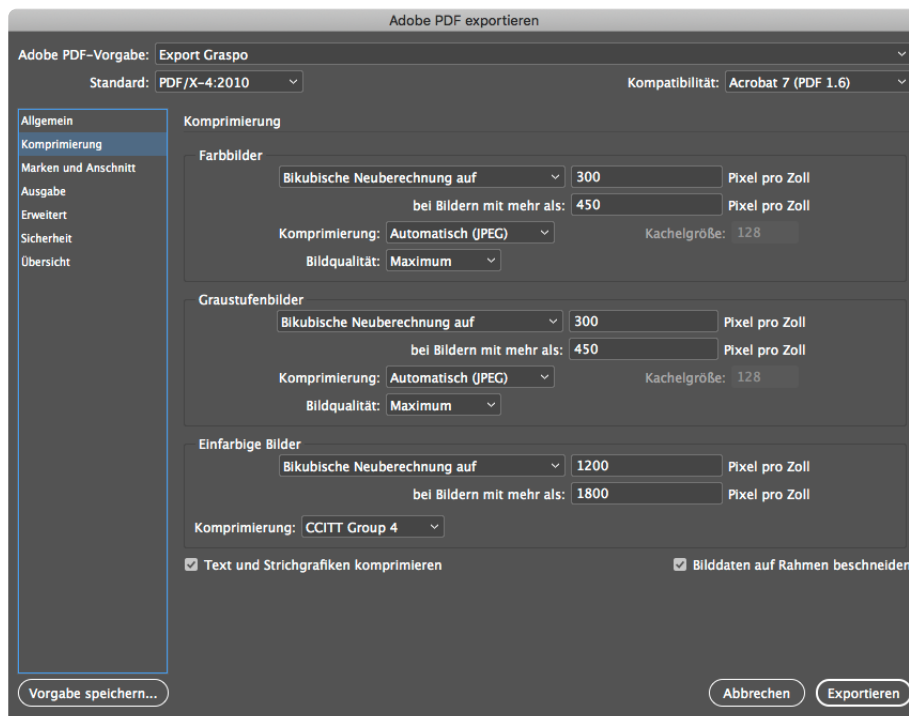 Adobe PDF exportieren
Adobe PDF-Vorgabe: Export Graspo
Standard: PDF/X-4:2010 Kompatibilität: Acrobat 7 (PDF 1.6)
Allgemein
Komprimierung
Marken und Anschnitt
Ausgabe
Erweitert
Sicherheit
Übersicht
Komprimierung
Farbbilder
Bikubische Neuberechnung auf 300 Pixel pro Zoll
bei Bildern mit mehr als: 450 Pixel pro Zoll
Komprimierung: Automatisch (JPEG) Kachelgröße: 128
Bildqualität: Maximum
Graustufenbilder
Bikubische Neuberechnung auf 300 Pixel pro Zoll
bei Bildern mit mehr als: 450 Pixel pro Zoll
Komprimierung: Automatisch (JPEG) Kachelgröße: 128
Bildqualität: Maximum
Einfarbige Bilder
Bikubische Neuberechnung auf 1200 Pixel pro Zoll
bei Bildern mit mehr als: 1800 Pixel pro Zoll
Komprimierung: CCITT Group 4
Text und Strichgrafiken komprimieren Bilddaten auf Rahmen beschneiden
Vorgabe speichern... Abbrechen Exportieren